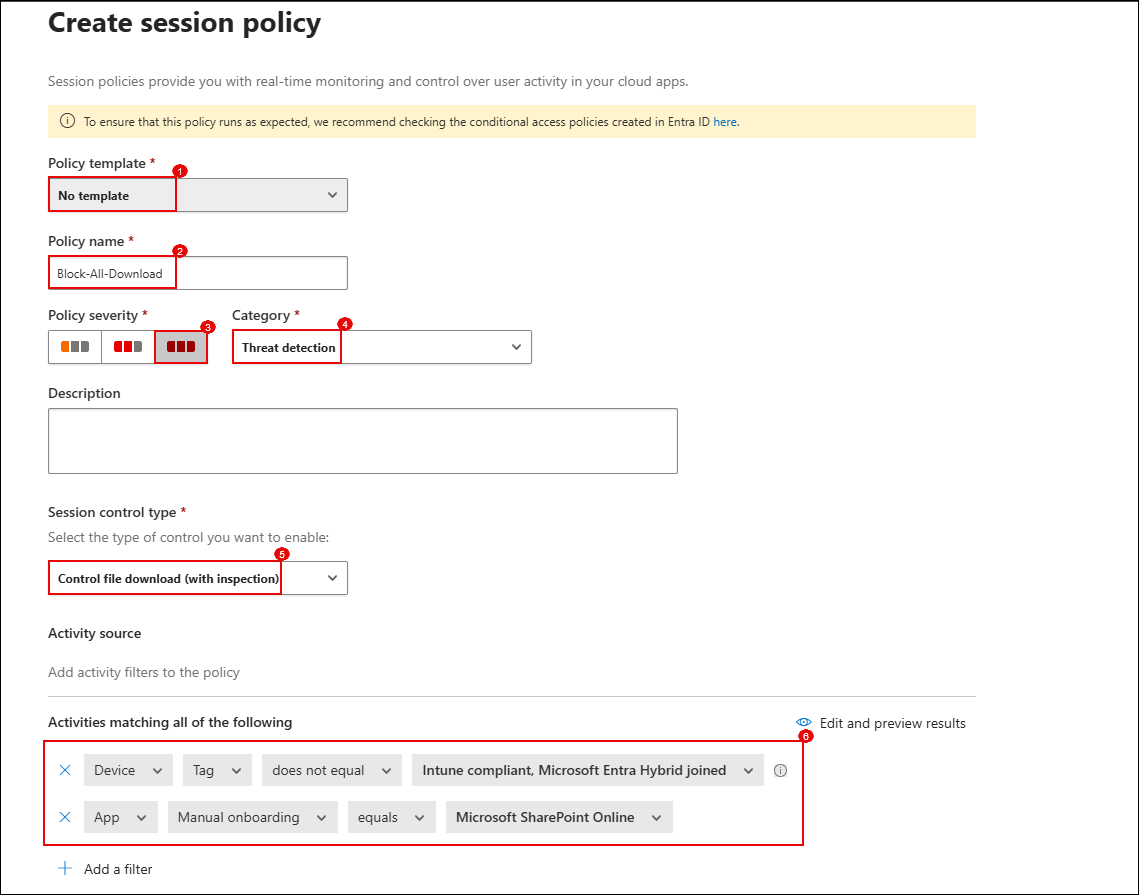 Create session policy
Session policies provide you with real-time monitoring and control over user activity in your cloud apps.
To ensure that this policy runs as expected, we recommend checking the conditional access policies created in Entra ID here.
Policy template *
1
No template
Policy name *
2
Block-All-Download
Policy severity * Category *
3 4
Threat detection
Description
Session control type *
Select the type of control you want to enable:
5
Control file download (with inspection)
Activity source
Add activity filters to the policy
Activities matching all of the following Edit and preview results
6
Device Tag does not equal Intune compliant, Microsoft Entra Hybrid joined
App Manual onboarding equals Microsoft SharePoint Online
Add a filter